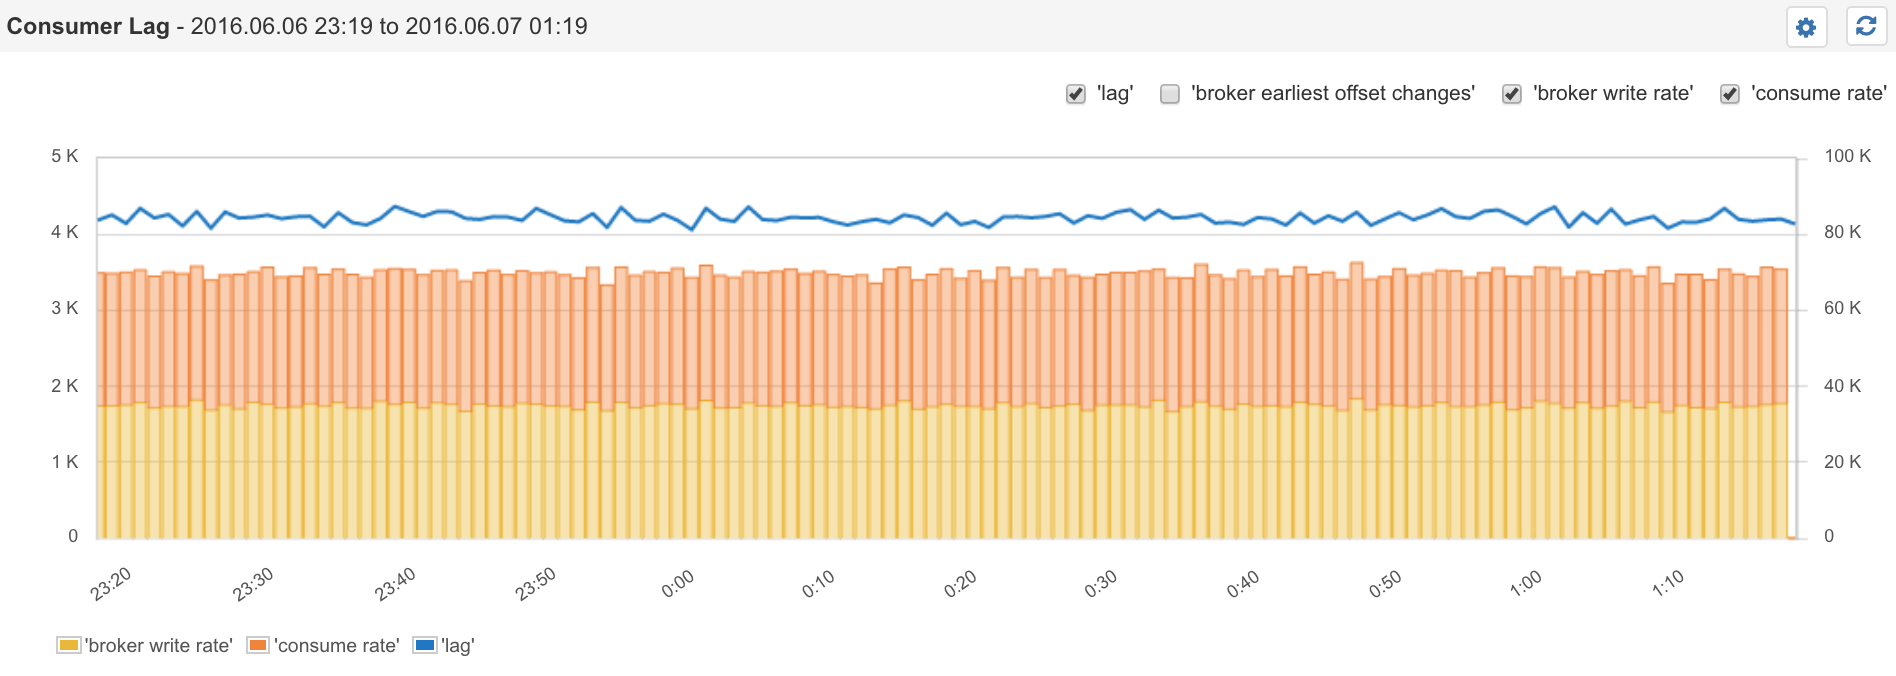 Consumer Lag - 2016.06.06 23:19 to 2016.06.07 01:19
'lag' 'broker earliest offset changes' 'broker write rate' 'consume rate'
5 K 100 K
4 K 80 K
3 K 60 K
2 K 40 K
1 K 20 K
0 0
23:20 23:30 23:40 23:50 0:00 0:10 0:20 0:30 0:40 0:50 1:00 1:10
'broker write rate' 'consume rate' 'lag'